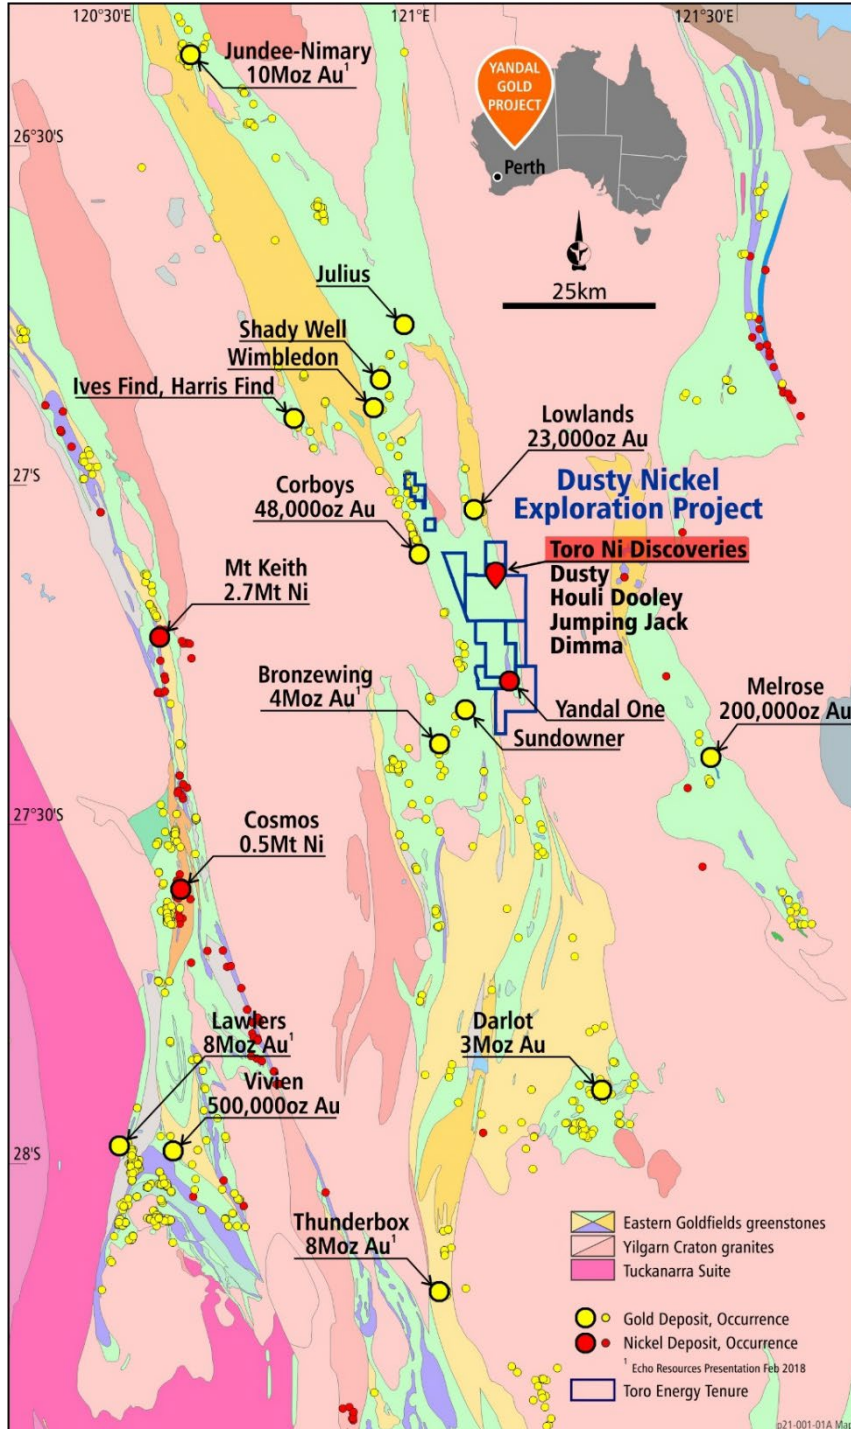 120°30'E
121°E
121°30'E
Jundee-Nimary
10Moz Au¹
YANDAL
GOLD
PROJECT
26°30'S
Perth
25km
Julius
Shady Well
Wimbledon
Ives Find, Harris Find
Lowlands
23,000oz Au
27°S
Corboys
48,000oz Au
Dusty Nickel
Exploration Project
Toro Ni Discoveries
Dusty
Houli Dooley
Jumping Jack
Dimma
Mt Keith
2.7Mt Ni
Bronzewing
4Moz Au¹
Yandal One
Sundowner
Melrose
200,000oz Au
27°30'S
Cosmos
0.5Mt Ni
Lawlers
8Moz Au¹
Vivien
500,000oz Au
Darlot
3Moz Au
28°S
Thunderbox
8Moz Au¹
Eastern Goldfields greenstones
Yilgarn Craton granites
Tuckanarra Suite
Gold Deposit, Occurrence
Nickel Deposit, Occurrence
¹ Echo Resources Presentation Feb 2018
Toro Energy Tenure
p21-001-01A Map